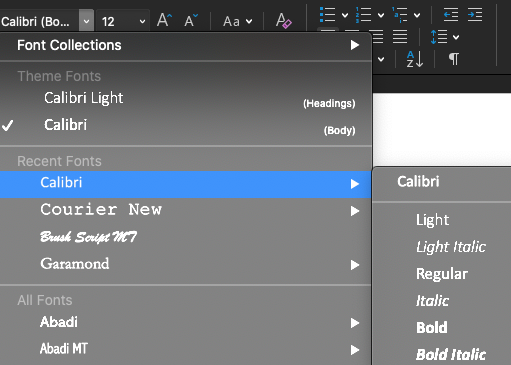 Calibri (Bo... 12 A A Aa A
Font Collections
Theme Fonts
Calibri Light (Headings)
Calibri (Body)
Recent Fonts
Calibri
Courier New
Brush Script MT
Garamond
All Fonts
Abadi
Abadi MT
Calibri
Light
Light Italic
Regular
Italic
Bold
Bold Italic